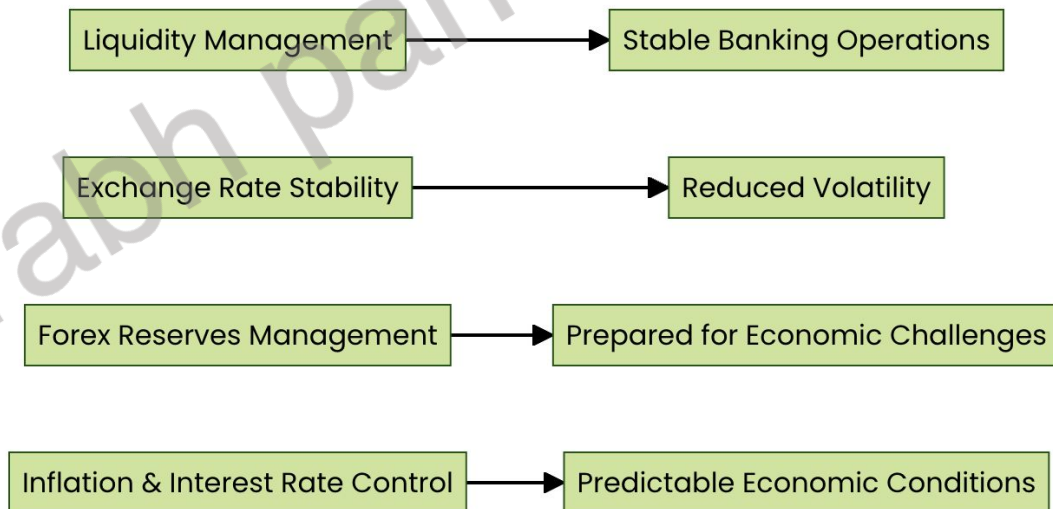 Liquidity Management
Stable Banking Operations
Exchange Rate Stability
Reduced Volatility
Forex Reserves Management
Prepared for Economic Challenges
Inflation & Interest Rate Control
Predictable Economic Conditions